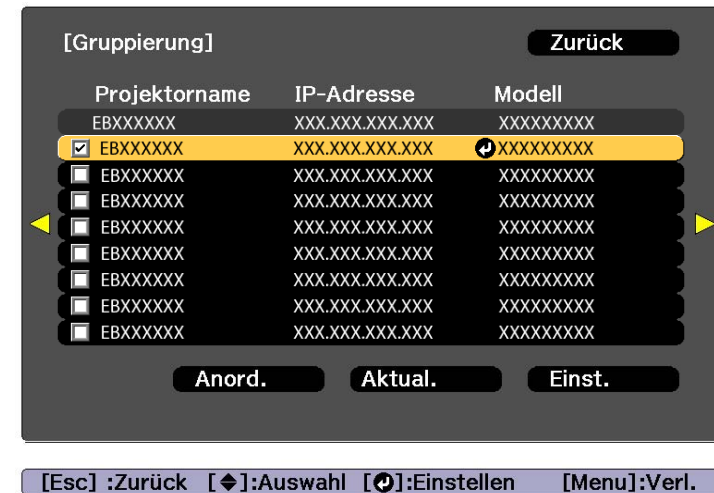 [Gruppierung] Zurück
Projektorname IP-Adresse Modell
EBXXXXXX XXX.XXX.XXX.XXX XXXXXXXXX
EBXXXXXX XXX.XXX.XXX.XXX XXXXXXXXX
EBXXXXXX XXX.XXX.XXX.XXX XXXXXXXXX
EBXXXXXX XXX.XXX.XXX.XXX XXXXXXXXX
EBXXXXXX XXX.XXX.XXX.XXX XXXXXXXXX
EBXXXXXX XXX.XXX.XXX.XXX XXXXXXXXX
EBXXXXXX XXX.XXX.XXX.XXX XXXXXXXXX
EBXXXXXX XXX.XXX.XXX.XXX XXXXXXXXX
EBXXXXXX XXX.XXX.XXX.XXX XXXXXXXXX
Anord. Aktual. Einst.
[Esc] :Zurück [◆]:Auswahl [↵]:Einstellen [Menu]:Verl.